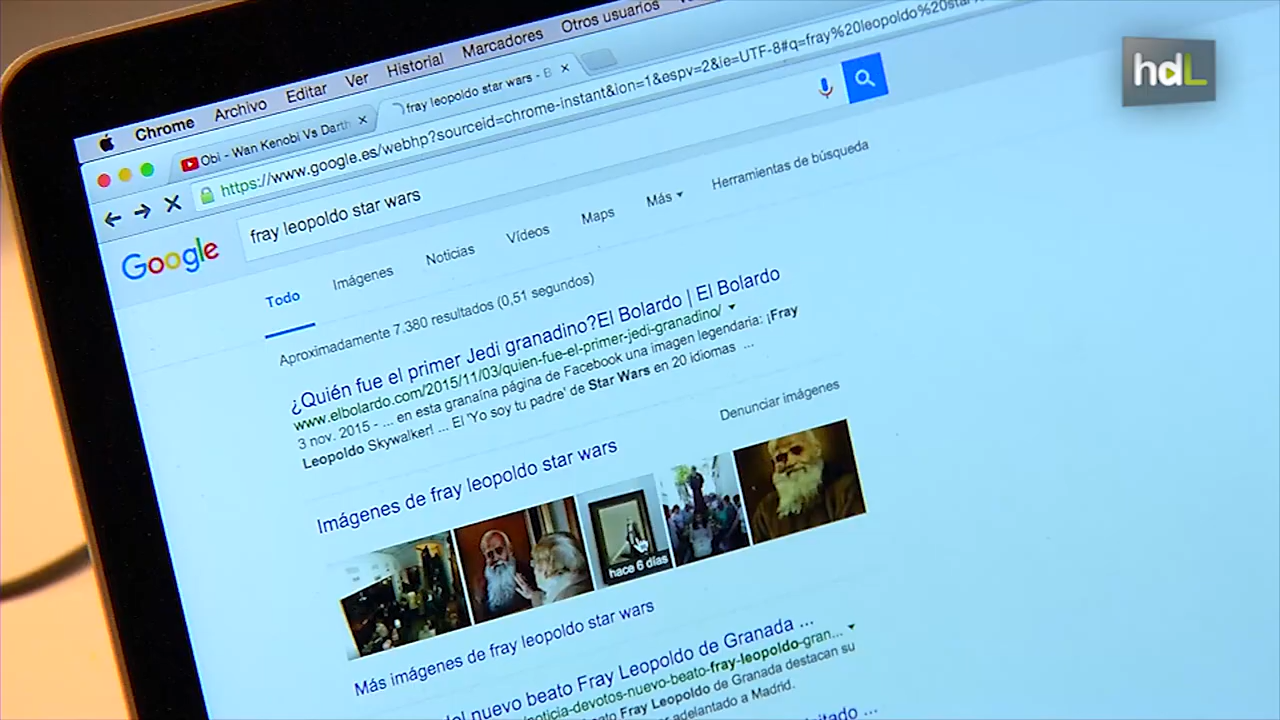 hdL
Chrome Archivo Editar Ver Historial Marcadores Otros usuarios
Obi - Wan Kenobi Vs Darth
fray leopoldo star wars - B
https://www.google.es/webhp?sourceid=chrome-instant&ion=1&espv=2&ie=UTF-8#q=fray%20leopoldo%20star
Google
fray leopoldo star wars
Todo Imágenes Noticias Vídeos Maps Más Herramientas de búsqueda
Aproximadamente 7.380 resultados (0,51 segundos)
¿Quién fue el primer Jedi granadino?El Bolardo | El Bolardo
www.elbolardo.com/2015/11/03/quien-fue-el-primer-jedi-granadino/
3 nov. 2015 - ... en esta granaína página de Facebook una imagen legendaria: ¡Fray
Leopoldo Skywalker! ... El 'Yo soy tu padre' de Star Wars en 20 idiomas ...
Imágenes de fray leopoldo star wars
Denunciar imágenes
hace 6 días
Más imágenes de fray leopoldo star wars
del nuevo beato Fray Leopoldo de Granada ...
/noticia-devotos-nuevo-beato-fray-leopoldo-gran...
Fray Leopoldo de Granada destacan su
adelantado a Madrid.